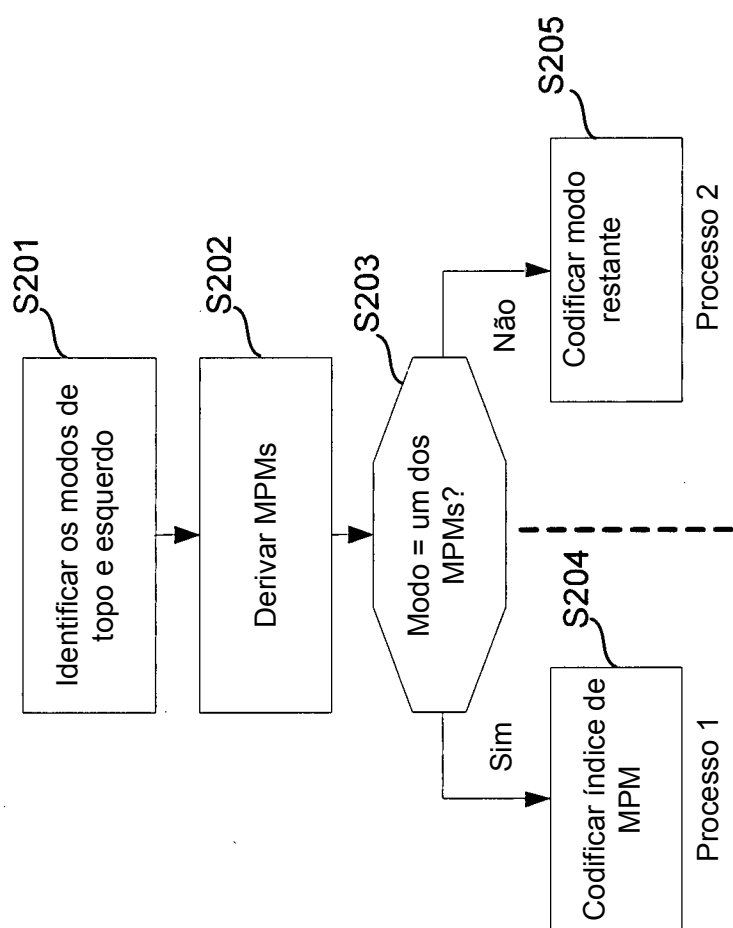 S201
Identificar os modos de
topo e esquerdo
S202
Derivar MPMs
S203
Modo = um dos
MPMs?
Sim
Não
S204
Codificar índice de
MPM
Processo 1
S205
Codificar modo
restante
Processo 2